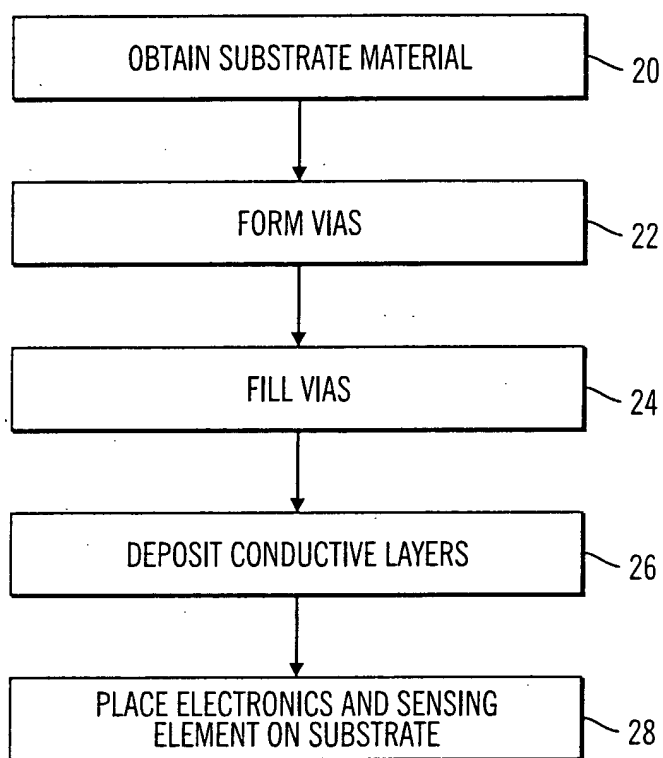 OBTAIN SUBSTRATE MATERIAL
20
FORM VIAS
22
FILL VIAS
24
DEPOSIT CONDUCTIVE LAYERS
26
PLACE ELECTRONICS AND SENSING
ELEMENT ON SUBSTRATE
28